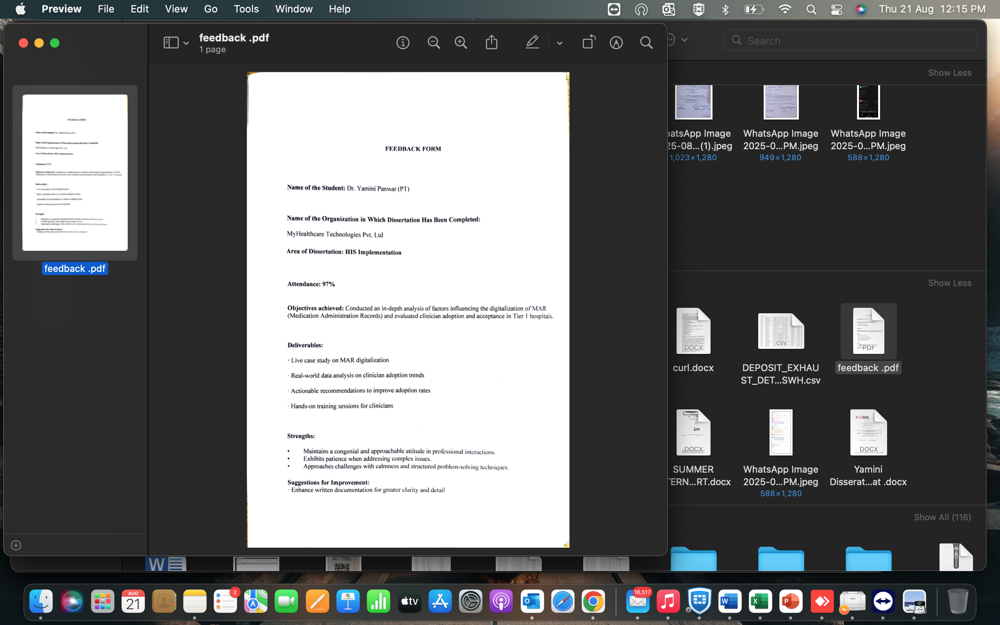 Preview File Edit View Go Tools Window Help Thu 21 Aug 12:15 PM
feedback .pdf
1 page
Search
feedback .pdf
FEEDBACK FORM
Name of the Student: Dr. Yamini Panwar (PT)
Name of the Organization in Which Dissertation Has Been Completed:
MyHealthcare Technologies Pvt. Ltd
Area of Dissertation: HIS Implementation
Attendance: 97%
Objectives achieved: Conducted an in-depth analysis of factors influencing the digitalization of MAR
(Medication Administration Records) and evaluated clinician adoption and acceptance in Tier 1 hospitals.
Deliverables:
· Live case study on MAR digitalization
· Real-world data analysis on clinician adoption trends
· Actionable recommendations to improve adoption rates
· Hands-on training sessions for clinicians
Strengths:
• Maintains a congenial and approachable attitude in professional interactions.
• Exhibits patience when addressing complex issues.
• Approaches challenges with calmness and structured problem-solving techniques.
Suggestions for Improvement:
· Enhance written documentation for greater clarity and detail
Show Less
atsApp Image WhatsApp Image WhatsApp Image
25-08...(1).jpeg 2025-0...PM.jpeg 2025-0...PM.jpeg
1,023×1,280 949×1,280 588×1,280
Show Less
DOCX CSV PDF
curl.docx DEPOSIT_EXHAU feedback .pdf
ST_DET...SWH.csv
DOCX DOCX
SUMMER WhatsApp Image Yamini
TERN...RT.docx 2025-0...PM.jpeg Disserat...at .docx
588×1,280
Show All (116)
W
AUG
21
2
tv
16,517
O
W
X
P